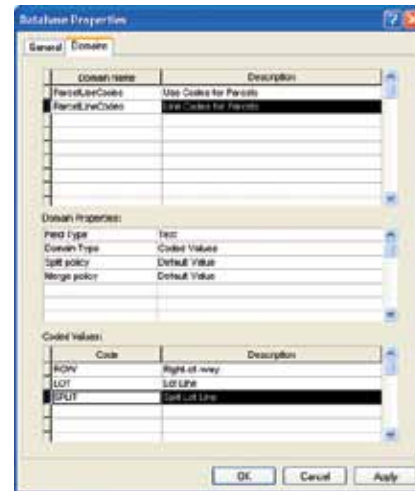 Database Properties
General Domains
Domain Name Description
ParcelUseCodes Use Codes for Parcels
ParcelLineCodes Line Codes for Parcels
Domain Properties:
Field Type Text
Domain Type Coded Values
Split policy Default Value
Merge policy Default Value
Coded Values:
Code Description
ROW Right-of-way
LOT Lot Line
SPLIT Split Lot Line
OK Cancel Apply